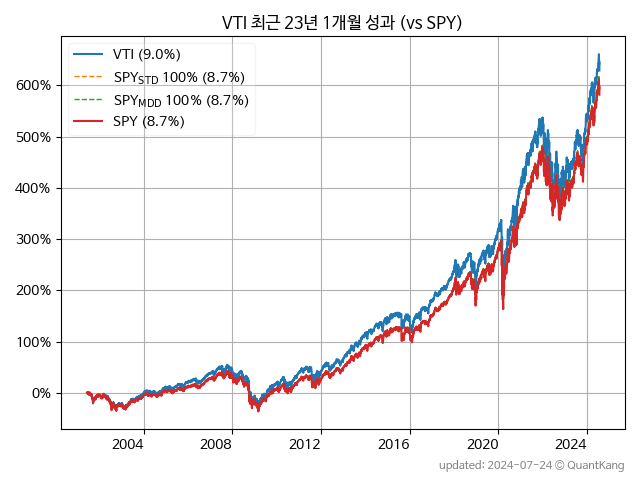 VTI 최근 23년 1개월 성과 (vs SPY)
VTI (9.0%)
SPY_STD 100% (8.7%)
SPY_MDD 100% (8.7%)
SPY (8.7%)
600%
500%
400%
300%
200%
100%
0%
2004 2008 2012 2016 2020 2024
updated: 2024-07-24 © QuantKang